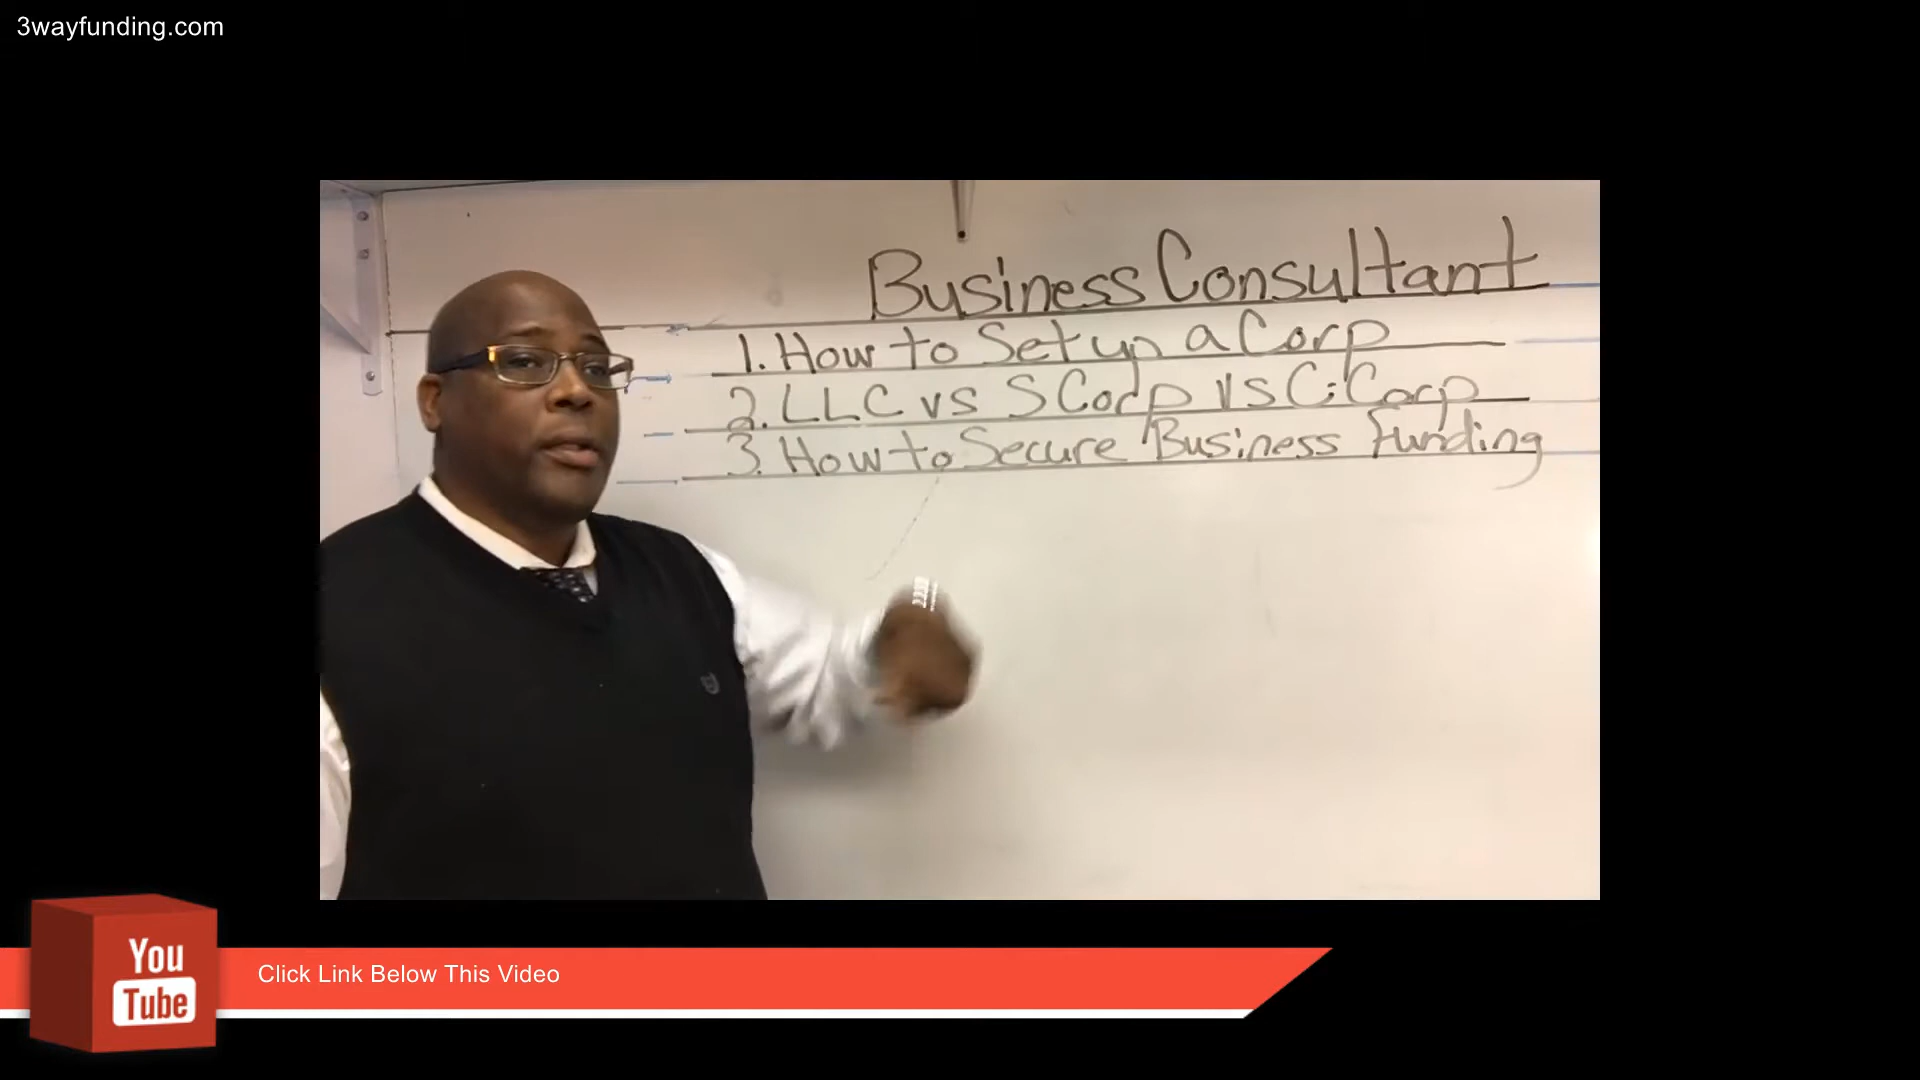 3wayfunding.com
Business Consultant
1. How to Set up a Corp
2. LLC vs S Corp vs C-Corp
3. How to Secure Business Funding
You
Tube
Click Link Below This Video